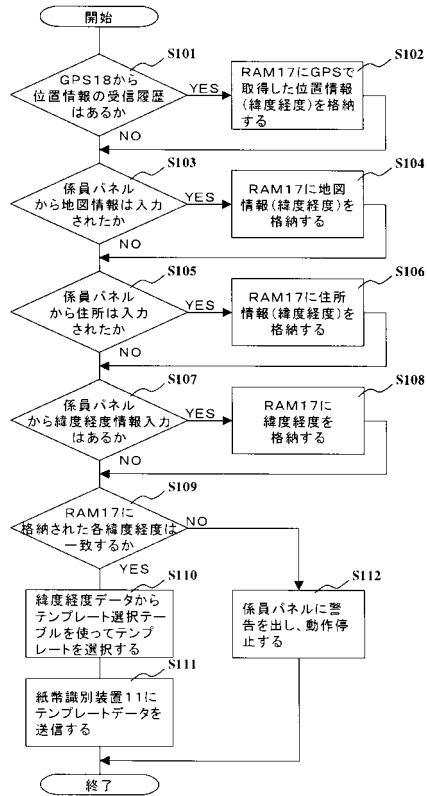 開始
S101
GPS18から
位置情報の受信履歴
はあるか
YES
NO
S102
RAM17にGPSで
取得した位置情報
(緯度経度)を格納
する
S103
係員パネル
から地図情報は入力
されたか
YES
NO
S104
RAM17に地図
情報(緯度経度)を
格納する
S105
係員パネル
から住所は入力
されたか
YES
NO
S106
RAM17に住所
情報(緯度経度)を
格納する
S107
係員パネル
から緯度経度情報入力
はあるか
YES
NO
S108
RAM17に
緯度経度を
格納する
S109
RAM17に
格納された各緯度経度は
一致するか
NO
YES
S110
緯度経度データから
テンプレート選択テー
ブルを使ってテンプ
レートを選択する
S112
係員パネルに警
告を出し、動作停
止する
S111
紙幣識別装置11に
テンプレートデータを
送信する
終了